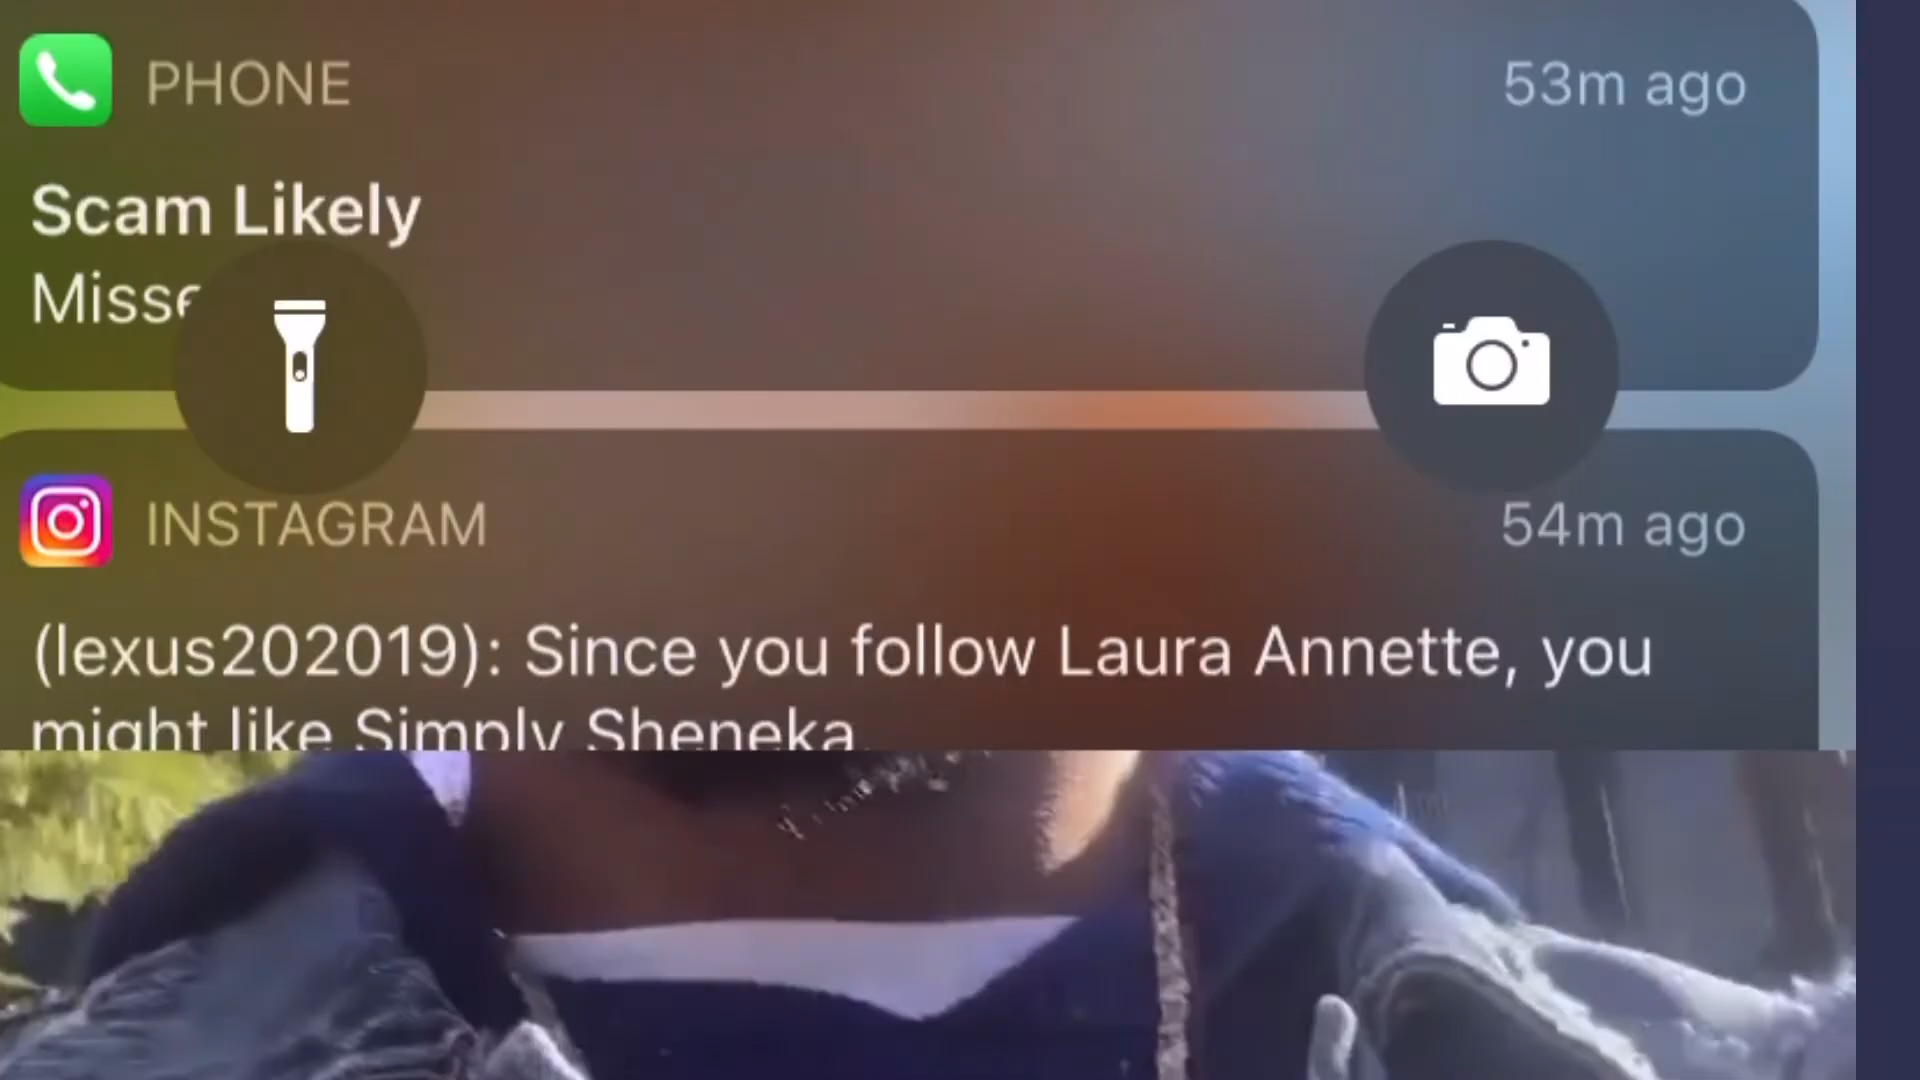 PHONE
53m ago
Scam Likely
INSTAGRAM
54m ago
(lexus202019): Since you follow Laura Annette, you
might like Simply Sheneka.